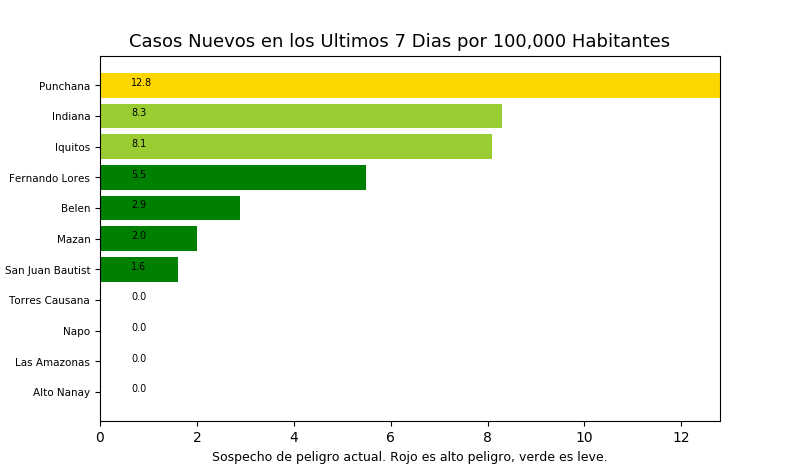 Casos Nuevos en los Ultimos 7 Dias por 100,000 Habitantes
Punchana 12.8
Indiana 8.3
Iquitos 8.1
Fernando Lores 5.5
Belen 2.9
Mazan 2.0
San Juan Bautist 1.6
Torres Causana 0.0
Napo 0.0
Las Amazonas 0.0
Alto Nanay 0.0
0 2 4 6 8 10 12
Sospecho de peligro actual. Rojo es alto peligro, verde es leve.